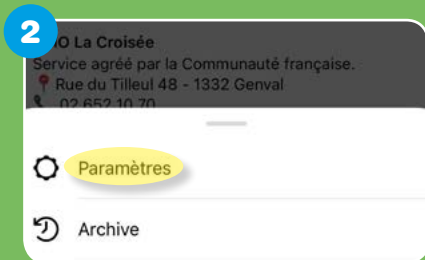 2
La Croisée
Service agréé par la Communauté française.
Rue du Tilleul 48 - 1332 Genval
02 652 10 70
Paramètres
Archive